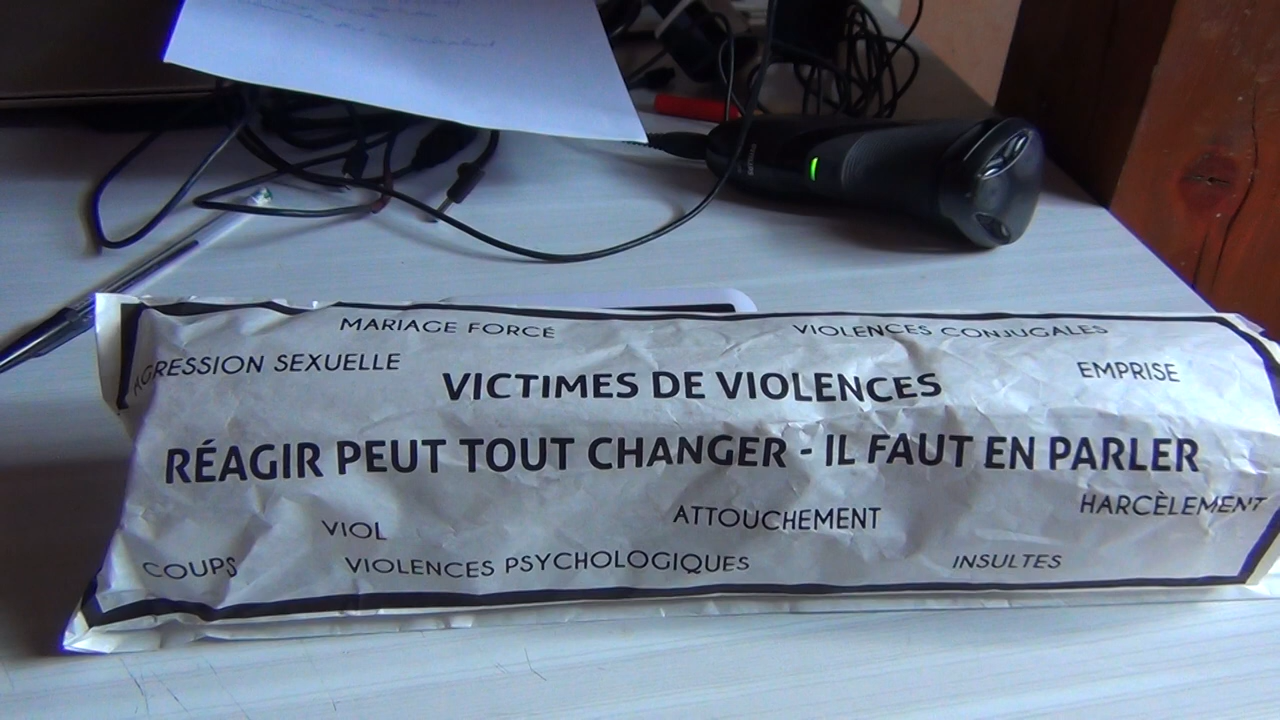 MARIAGE FORCÉ
VIOLENCES CONJUGALES
AGRESSION SEXUELLE
EMPRISE
VICTIMES DE VIOLENCES
RÉAGIR PEUT TOUT CHANGER - IL FAUT EN PARLER
HARCÈLEMENT
VIOL
ATTOUCHEMENT
COUPS
VIOLENCES PSYCHOLOGIQUES
INSULTES